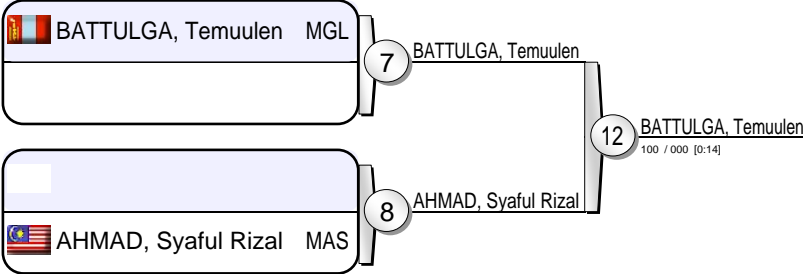 BATTULGA, Temuulen MGL
7
BATTULGA, Temuulen
12
BATTULGA, Temuulen
100 / 000 [0:14]
8
AHMAD, Syaful Rizal
AHMAD, Syaful Rizal MAS